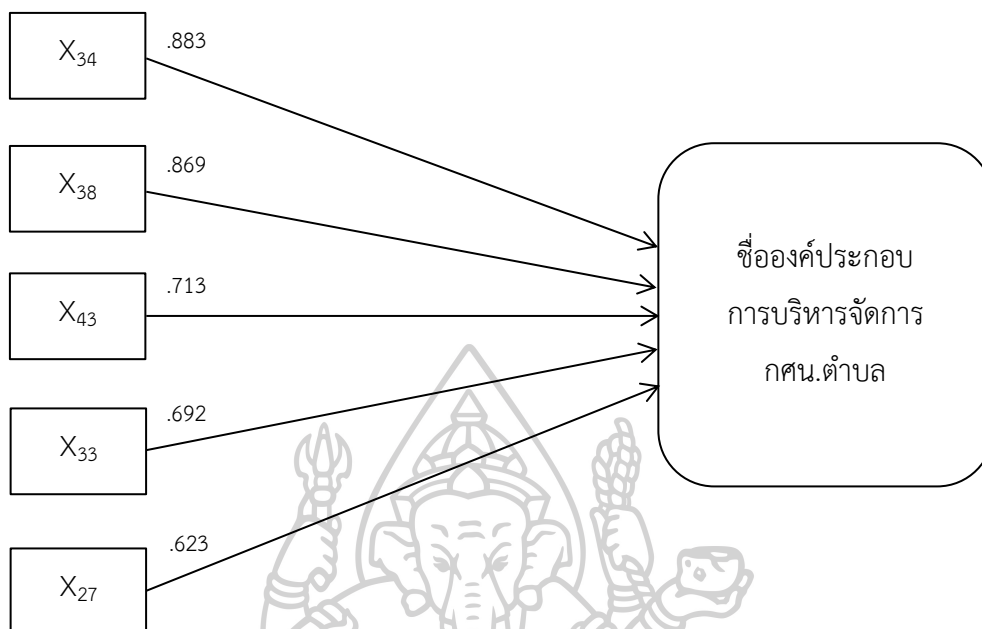 X34 .883
X38 .869
X43 .713
X33 .692
X27 .623
ชื่อองค์ประกอบ
การบริหารจัดการ
กศน.ตำบล